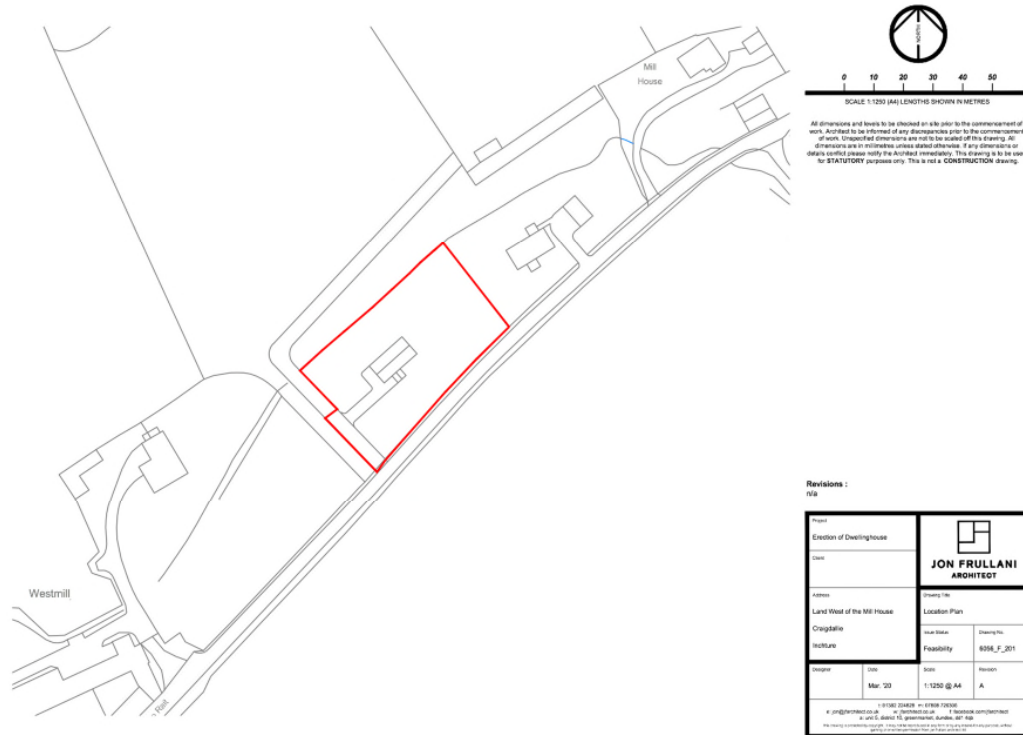 Mill
House
Westmill
NORTH
0 10 20 30 40 50
SCALE 1:1250 (A4) LENGTHS SHOWN IN METRES
All dimensions and levels to be checked on site prior to the commencement of
work. Architect to be informed of any discrepancies prior to the commencement
of work. Unspecified dimensions are not to be scaled off this drawing. All
dimensions are in millimetres unless stated otherwise. If any dimensions or
details conflict please notify the Architect immediately. This drawing is to be use
for STATUTORY purposes only. This is not a CONSTRUCTION drawing.
Revisions :
n/a
Project
Erection of Dwellinghouse
Client
JON FRULLANI
ARCHITECT
Address
Land West of the Mill House
Craigdallie
Inchture
Drawing Title
Location Plan
Issue Status
Feasibility
Drawing No.
6056_F_201
Designer
Date
Mar. '20
Scale
1:1250 @ A4
Revision
A